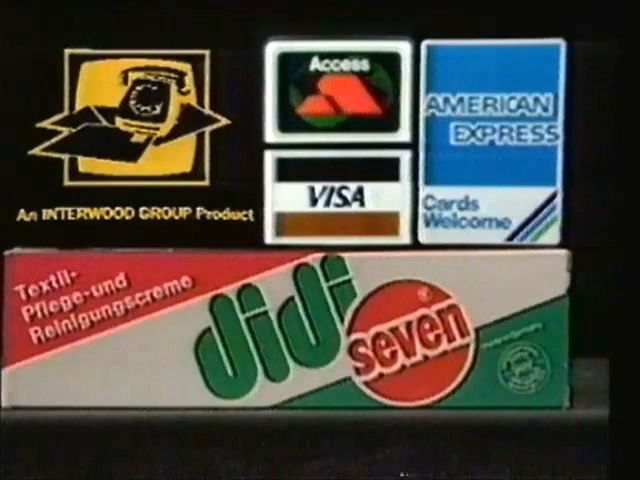 Access
AMERICAN
EXPRESS
VISA
Cards
Welcome
An INTERWOOD GROUP Product
Textil-
Pflege-und
Reinigungscreme
didi
seven
®